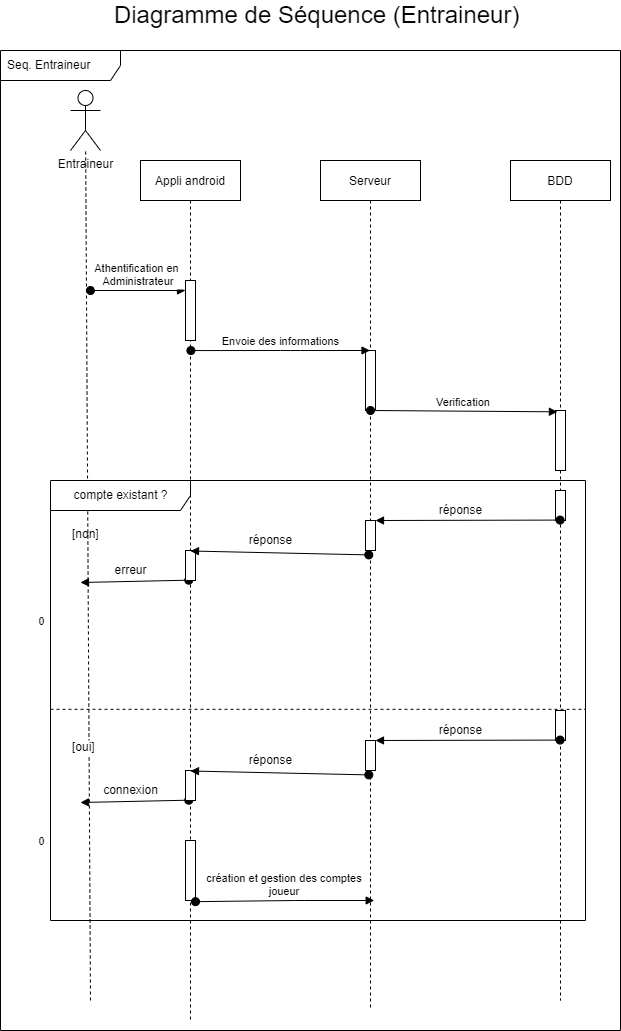 Diagramme de Séquence (Entraineur)
Seq. Entraineur
Entraineur
Appli android
Serveur
BDD
Athentification en
Administrateur
Envoie des informations
Verification
compte existant ?
réponse
[non]
réponse
erreur
0
réponse
[oui]
réponse
connexion
0
création et gestion des comptes
joueur